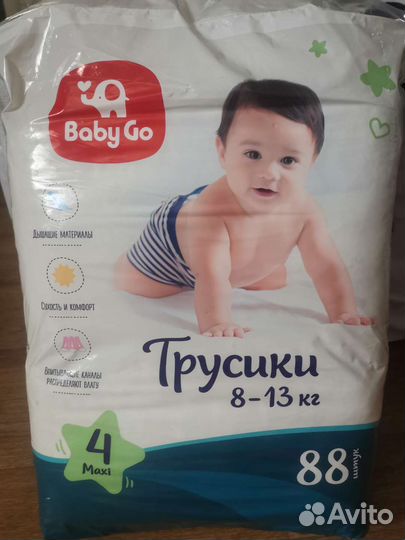 Baby Go
Дышащие материалы
Сухость и комфорт
Впитывающие каналы
распределяют влагу
Трусики
8-13 кг
4
Maxi
88 штук
Avito